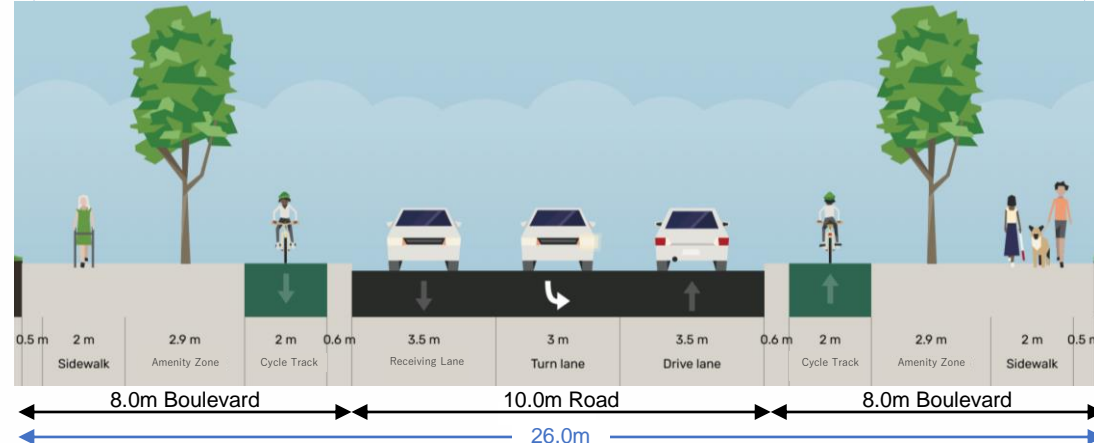 0.5 m 2 m 2.9 m 2 m 0.6 m 3.5 m 3 m 3.5 m 0.6 m 2 m 2.9 m 2 m 0.5 m
Sidewalk Amenity Zone Cycle Track Receiving Lane Turn lane Drive lane Cycle Track Amenity Zone Sidewalk
8.0m Boulevard 10.0m Road 8.0m Boulevard
26.0m